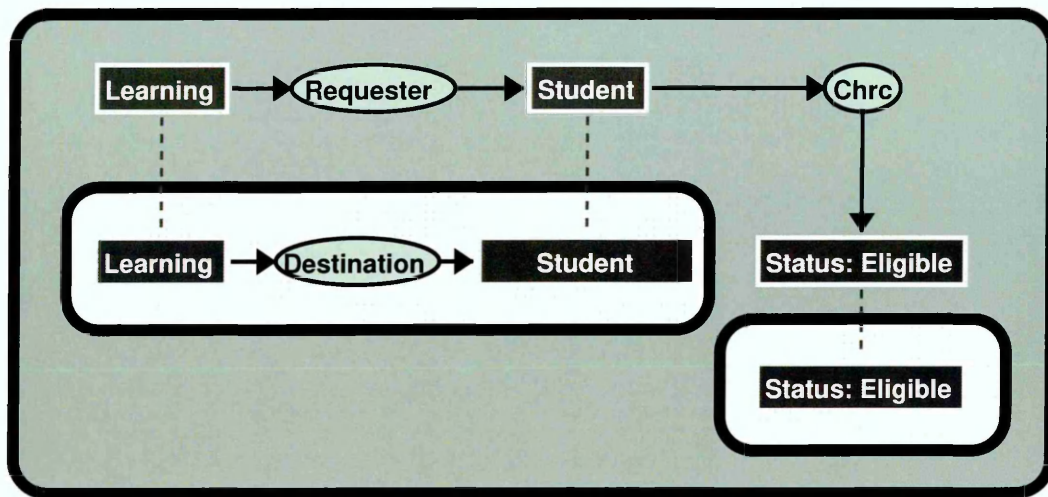 Learning
Requester
Student
Chrc
Learning
Destination
Student
Status: Eligible
Status: Eligible